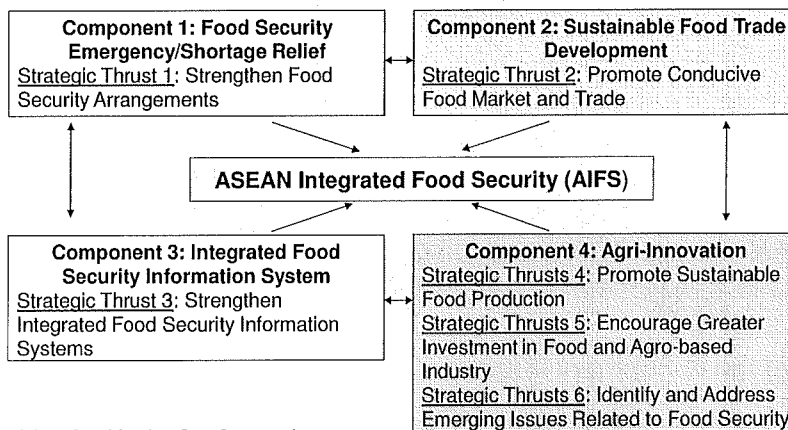 Component 1: Food Security
Emergency/Shortage Relief
Strategic Thrust 1: Strengthen Food
Security Arrangements
Component 2: Sustainable Food Trade
Development
Strategic Thrust 2: Promote Conducive
Food Market and Trade
ASEAN Integrated Food Security (AIFS)
Component 3: Integrated Food
Security Information System
Strategic Thrust 3: Strengthen
Integrated Food Security Information
Systems
Component 4: Agri-Innovation
Strategic Thrusts 4: Promote Sustainable
Food Production
Strategic Thrusts 5: Encourage Greater
Investment in Food and Agro-based
Industry
Strategic Thrusts 6: Identify and Address
Emerging Issues Related to Food Security